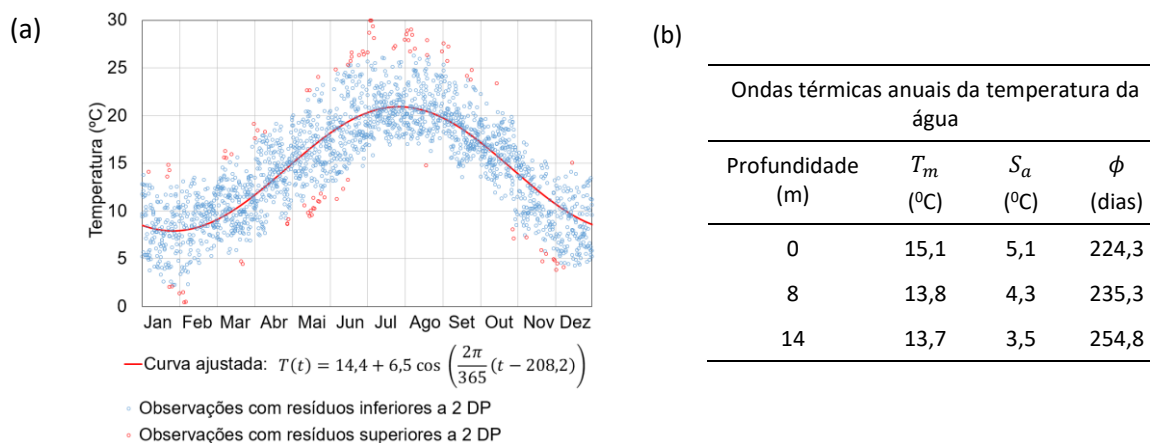 (a)
30
25
20
15
10
5
0
Temperatura (ºC)
Jan Feb Mar Abr Mai Jun Jul Ago Set Out Nov Dez
Curva ajustada: T(t) = 14,4 + 6,5 cos (2π/365 (t − 208,2))
Observações com resíduos inferiores a 2 DP
Observações com resíduos superiores a 2 DP
(b)
Ondas térmicas anuais da temperatura da
água
Profundidade T_m S_a ϕ
(m) (⁰C) (⁰C) (dias)
0 15,1 5,1 224,3
8 13,8 4,3 235,3
14 13,7 3,5 254,8